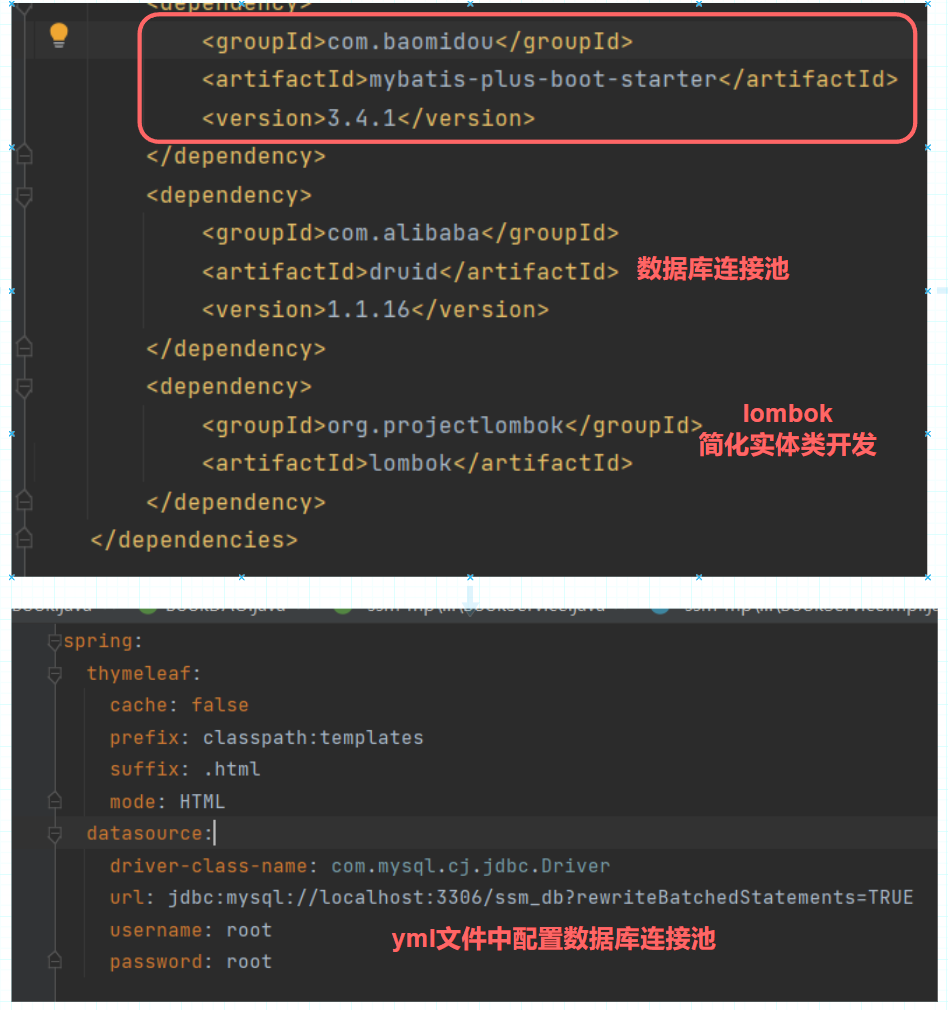 <dependency>
<groupId>com.baomidou</groupId>
<artifactId>mybatis-plus-boot-starter</artifactId>
<version>3.4.1</version>
</dependency>
<dependency>
<groupId>com.alibaba</groupId>
<artifactId>druid</artifactId>
数据库连接池
<version>1.1.16</version>
</dependency>
<dependency>
<groupId>org.projectlombok</groupId>
lombok
简化实体类开发
<artifactId>lombok</artifactId>
</dependency>
</dependencies>
spring:
thymeleaf:
cache: false
prefix: classpath:templates
suffix: .html
mode: HTML
datasource:
driver-class-name: com.mysql.cj.jdbc.Driver
url: jdbc:mysql://localhost:3306/ssm_db?rewriteBatchedStatements=TRUE
username: root
yml文件中配置数据库连接池
password: root